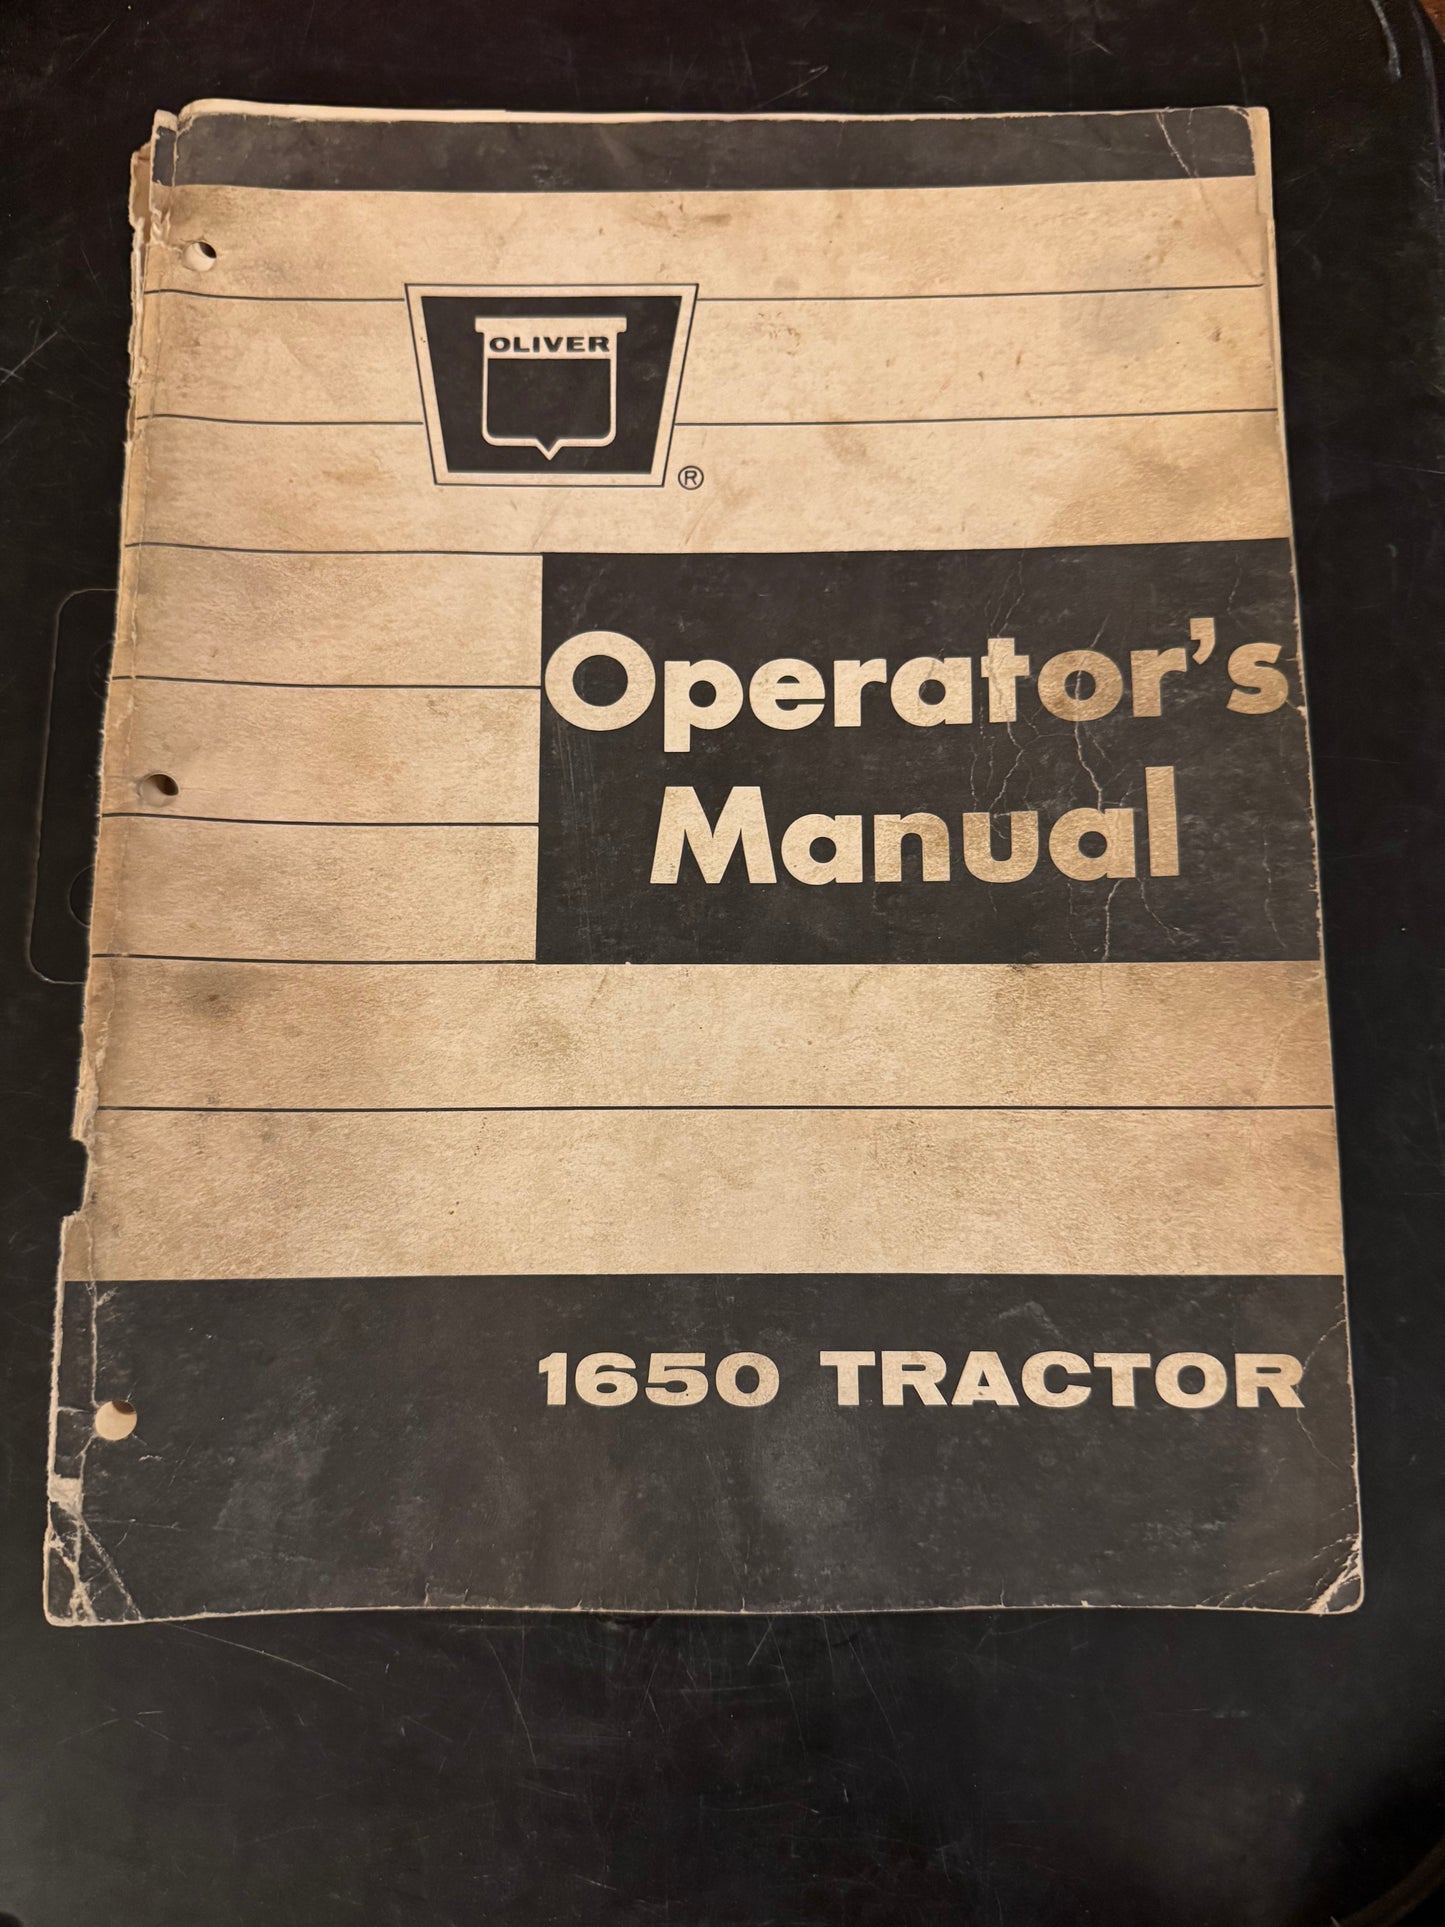 OLIVER
®
Operator's
Manual
1650 TRACTOR